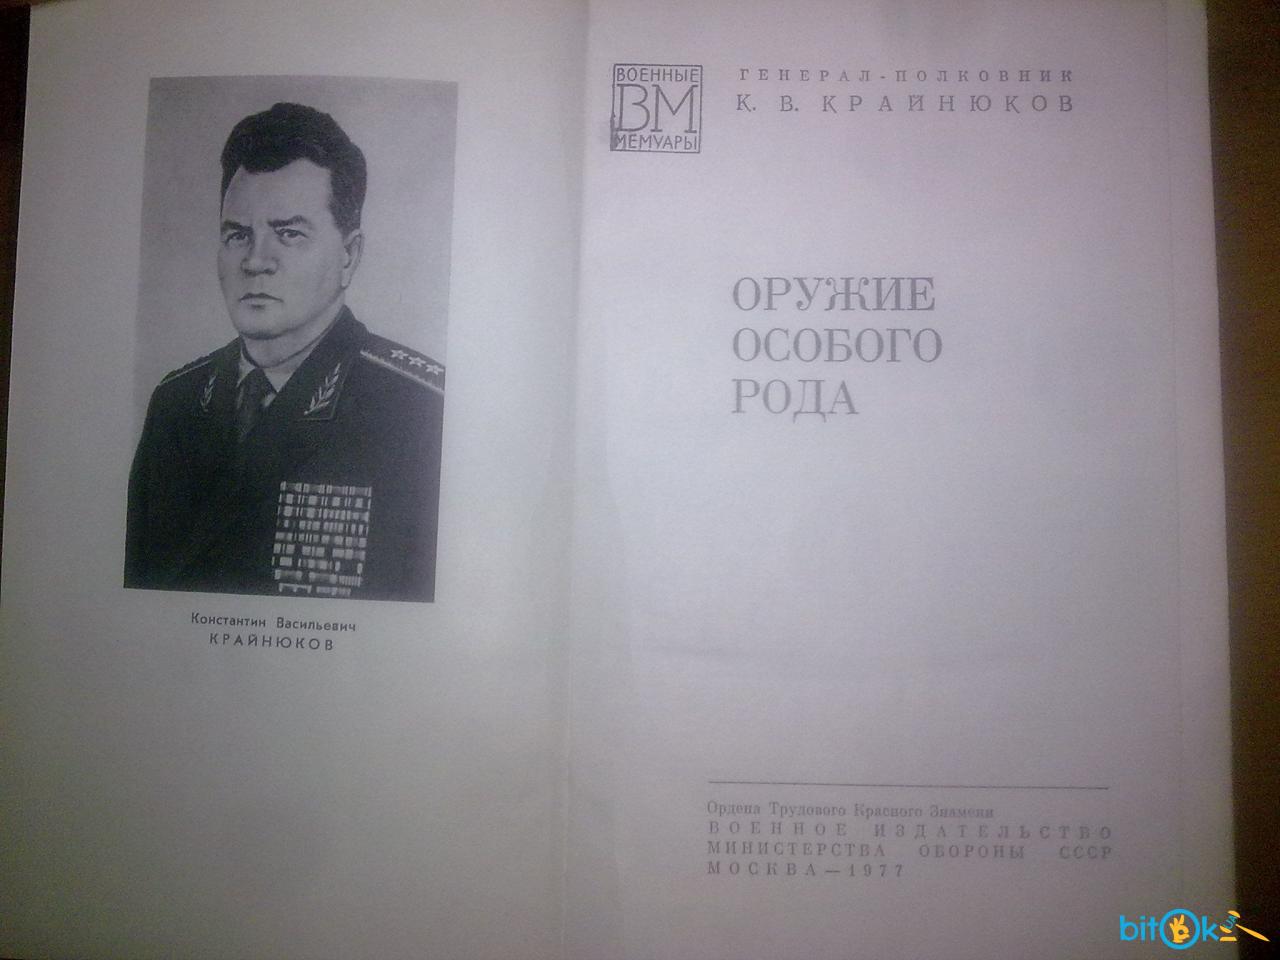 Константин Васильевич
КРАЙНЮКОВ
ВОЕННЫЕ
ВМ
МЕМУАРЫ
ГЕНЕРАЛ-ПОЛКОВНИК
К. В. КРАЙНЮКОВ
ОРУЖИЕ
ОСОБОГО
РОДА
Ордена Трудового Красного Знамени
ВОЕННОЕ ИЗДАТЕЛЬСТВО
МИНИСТЕРСТВА ОБОРОНЫ СССР
МОСКВА — 1977
bitOk